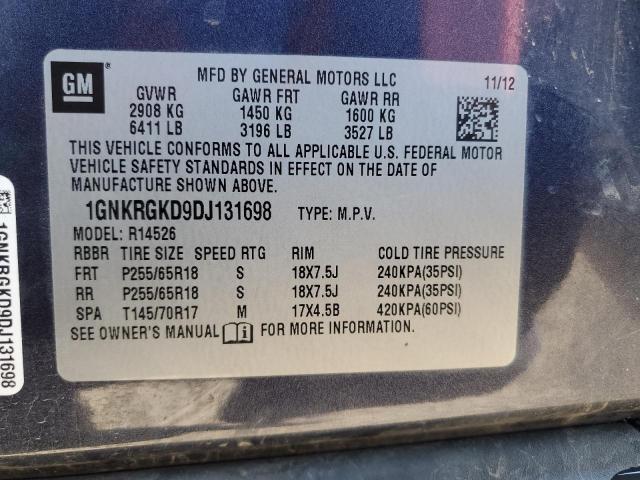 GM
MFD BY GENERAL MOTORS LLC
11/12
GVWR GAWR FRT GAWR RR
2908 KG 1450 KG 1600 KG
6411 LB 3196 LB 3527 LB
THIS VEHICLE CONFORMS TO ALL APPLICABLE U.S. FEDERAL MOTOR
VEHICLE SAFETY STANDARDS IN EFFECT ON THE DATE OF
MANUFACTURE SHOWN ABOVE.
1GNKRGKD9DJ131698 TYPE: M.P.V.
MODEL: R14526
RBBR TIRE SIZE SPEED RTG RIM COLD TIRE PRESSURE
FRT P255/65R18 S 18X7.5J 240KPA(35PSI)
RR P255/65R18 S 18X7.5J 240KPA(35PSI)
SPA T145/70R17 M 17X4.5B 420KPA(60PSI)
SEE OWNER'S MANUAL FOR MORE INFORMATION.
1GNKRGKD9DJ131698